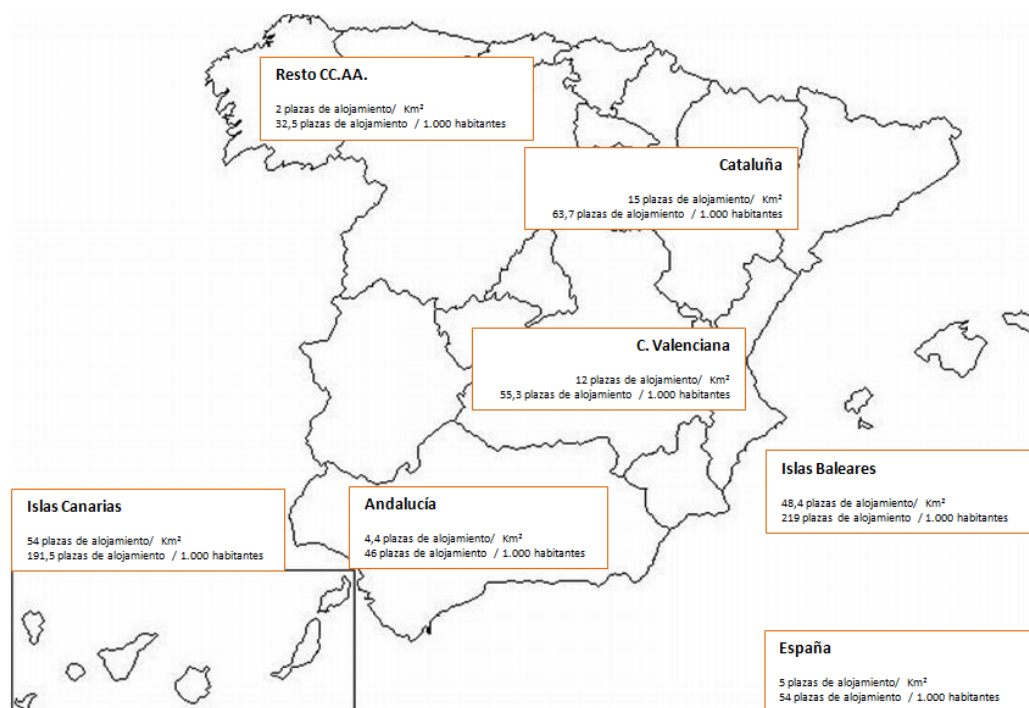 Resto CC.AA.
2 plazas de alojamiento/ Km²
32,5 plazas de alojamiento / 1.000 habitantes
Cataluña
15 plazas de alojamiento/ Km²
63,7 plazas de alojamiento / 1.000 habitantes
C. Valenciana
12 plazas de alojamiento/ Km²
55,3 plazas de alojamiento / 1.000 habitantes
Islas Baleares
48,4 plazas de alojamiento/ Km²
219 plazas de alojamiento / 1.000 habitantes
Islas Canarias
54 plazas de alojamiento/ Km²
191,5 plazas de alojamiento / 1.000 habitantes
Andalucía
4,4 plazas de alojamiento/ Km²
46 plazas de alojamiento / 1.000 habitantes
España
5 plazas de alojamiento/ Km²
54 plazas de alojamiento / 1.000 habitantes